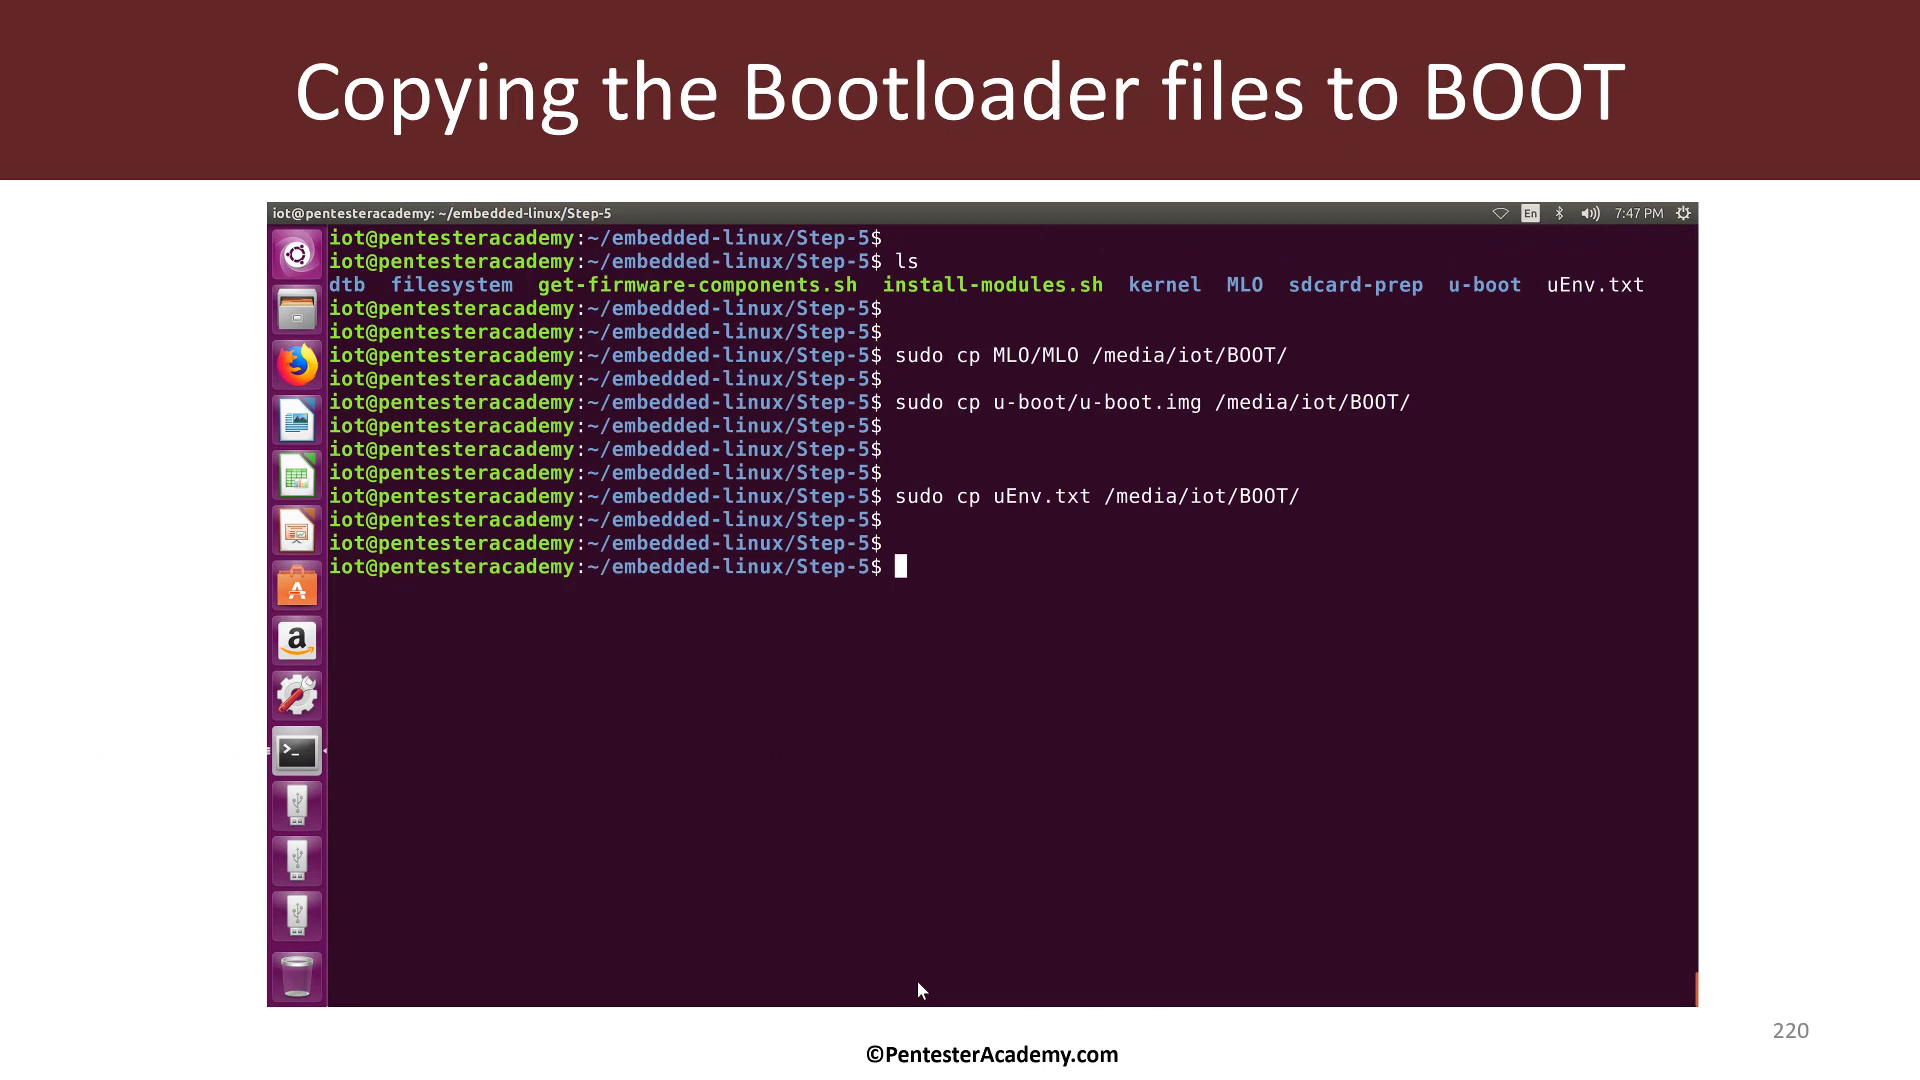 Copying the Bootloader files to BOOT
iot@pentesteracademy: ~/embedded-linux/Step-5 En 7:47 PM
iot@pentesteracademy:~/embedded-linux/Step-5$
iot@pentesteracademy:~/embedded-linux/Step-5$ ls
dtb filesystem get-firmware-components.sh install-modules.sh kernel MLO sdcard-prep u-boot uEnv.txt
iot@pentesteracademy:~/embedded-linux/Step-5$
iot@pentesteracademy:~/embedded-linux/Step-5$
iot@pentesteracademy:~/embedded-linux/Step-5$ sudo cp MLO/MLO /media/iot/BOOT/
iot@pentesteracademy:~/embedded-linux/Step-5$
iot@pentesteracademy:~/embedded-linux/Step-5$ sudo cp u-boot/u-boot.img /media/iot/BOOT/
iot@pentesteracademy:~/embedded-linux/Step-5$
iot@pentesteracademy:~/embedded-linux/Step-5$
iot@pentesteracademy:~/embedded-linux/Step-5$
iot@pentesteracademy:~/embedded-linux/Step-5$ sudo cp uEnv.txt /media/iot/BOOT/
iot@pentesteracademy:~/embedded-linux/Step-5$
iot@pentesteracademy:~/embedded-linux/Step-5$
iot@pentesteracademy:~/embedded-linux/Step-5$
220
©PentesterAcademy.com